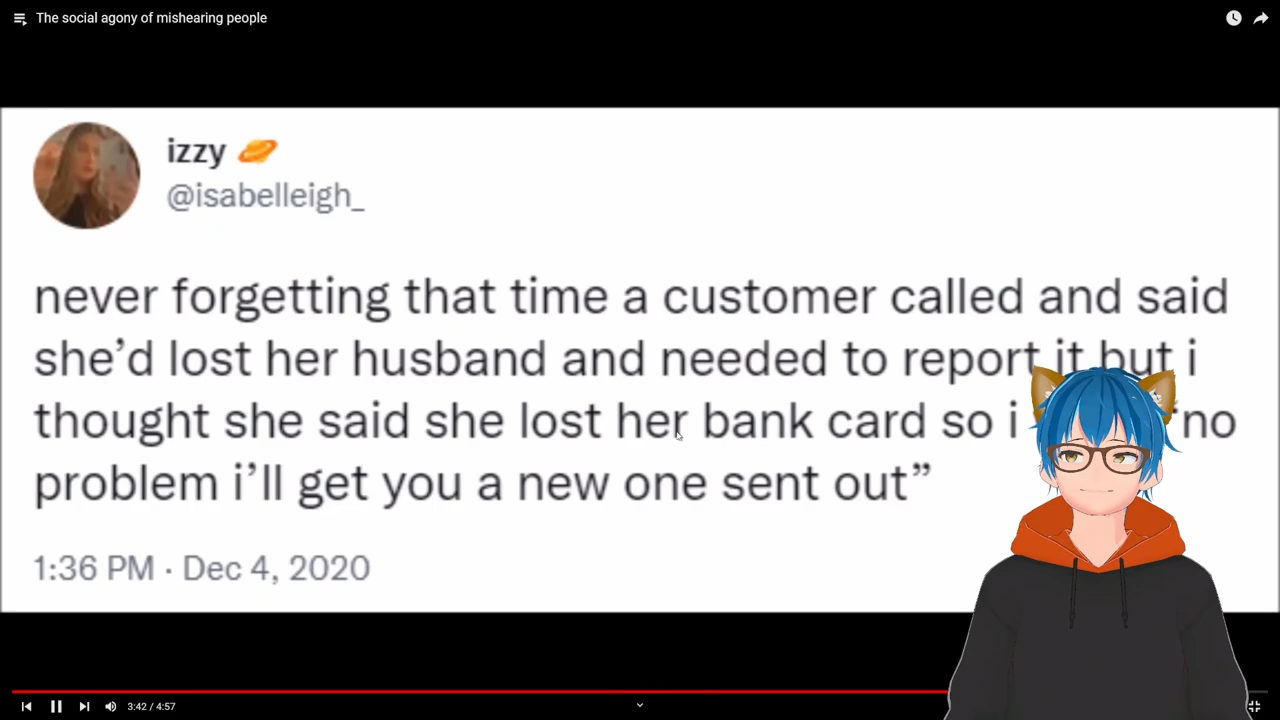 The social agony of mishearing people
izzy 🪐
@isabelleigh_
never forgetting that time a customer called and said
she’d lost her husband and needed to report it but i
thought she said she lost her bank card so i “no
problem i’ll get you a new one sent out”
1:36 PM · Dec 4, 2020
3:42 / 4:57